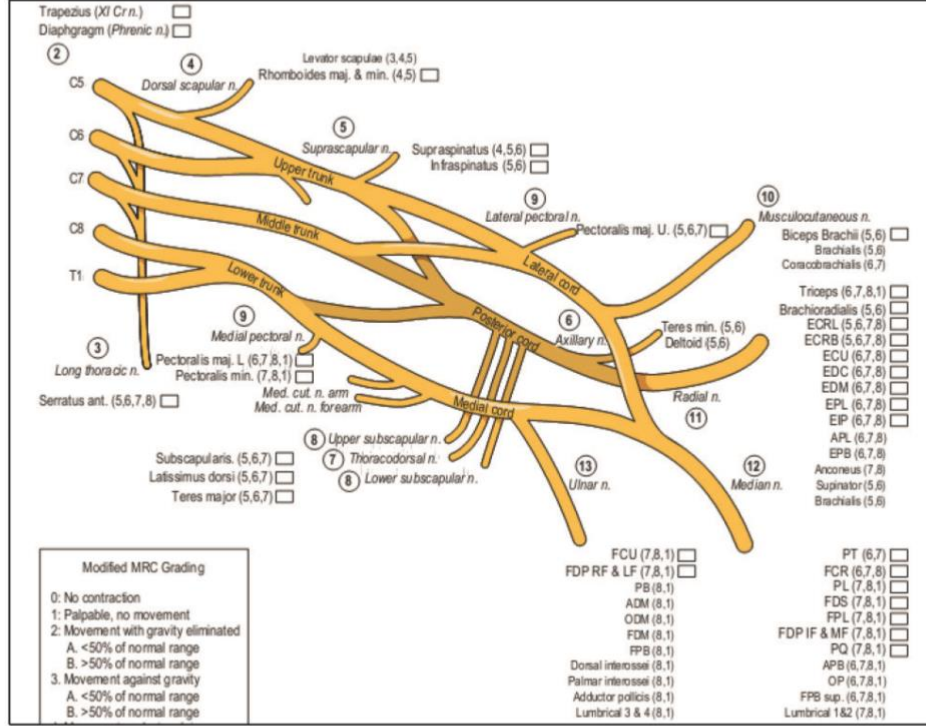 Trapezius (XI Cr n.)
Diaphgragm (Phrenic n.)
2
C5
C6
C7
C8
T1
4
Dorsal scapular n.
Levator scapulae (3,4,5)
Rhomboides maj. & min. (4,5)
5
Suprascapular n.
Supraspinatus (4,5,6)
Infraspinatus (5,6)
Upper trunk
Middle trunk
Lower trunk
9
Lateral pectoral n.
Pectoralis maj. U. (5,6,7)
10
Musculocutaneous n.
Biceps Brachii (5,6)
Brachialis (5,6)
Coracobrachialis (6,7)
Lateral cord
Posterior cord
Medial cord
6
Axillary n.
Teres min. (5,6)
Deltoid (5,6)
Triceps (6,7,8,1)
Brachioradialis (5,6)
ECRL (5,6,7,8)
ECRB (5,6,7,8)
ECU (6,7,8)
EDC (6,7,8)
EDM (6,7,8)
EPL (6,7,8)
EIP (6,7,8)
APL (6,7,8)
EPB (6,7,8)
Anconeus (7,8)
Supinator (5,6)
Brachialis (5,6)
Radial n.
11
9
Medial pectoral n.
Pectoralis maj. L (6,7,8,1)
Pectoralis min. (7,8,1)
Med. cut. n. arm
Med. cut. n. forearm
3
Long thoracic n.
Serratus ant. (5,6,7,8)
8 Upper subscapular n.
7 Thoracodorsal n.
8 Lower subscapular n.
Subscapularis. (5,6,7)
Latissimus dorsi (5,6,7)
Teres major (5,6,7)
13
Ulnar n.
12
Median n.
FCU (7,8,1)
FDP RF & LF (7,8,1)
PB (8,1)
ADM (8,1)
ODM (8,1)
FDM (8,1)
FPB (8,1)
Dorsal interossei (8,1)
Palmar interossei (8,1)
Adductor pollicis (8,1)
Lumbrical 3 & 4 (8,1)
PT (6,7)
FCR (6,7,8)
PL (7,8,1)
FDS (7,8,1)
FPL (7,8,1)
FDP IF & MF (7,8,1)
PQ (7,8,1)
APB (6,7,8,1)
OP (6,7,8,1)
FPB sup. (6,7,8,1)
Lumbrical 1&2 (7,8,1)
Modified MRC Grading
0: No contraction
1: Palpable, no movement
2: Movement with gravity eliminated
A. <50% of normal range
B. >50% of normal range
3. Movement against gravity
A. <50% of normal range
B. >50% of normal range